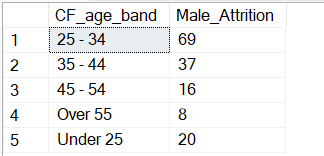 CF_age_band Male_Attrition
1 25 - 34 69
2 35 - 44 37
3 45 - 54 16
4 Over 55 8
5 Under 25 20